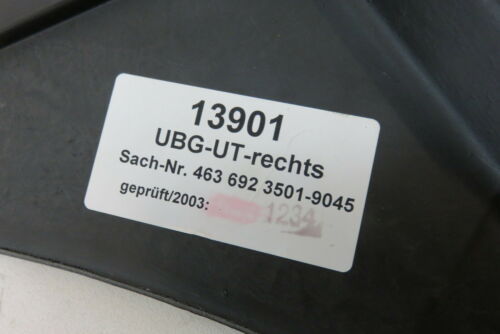 13901
UBG-UT-rechts
Sach-Nr. 463 692 3501-9045
geprüft/2003: 1234